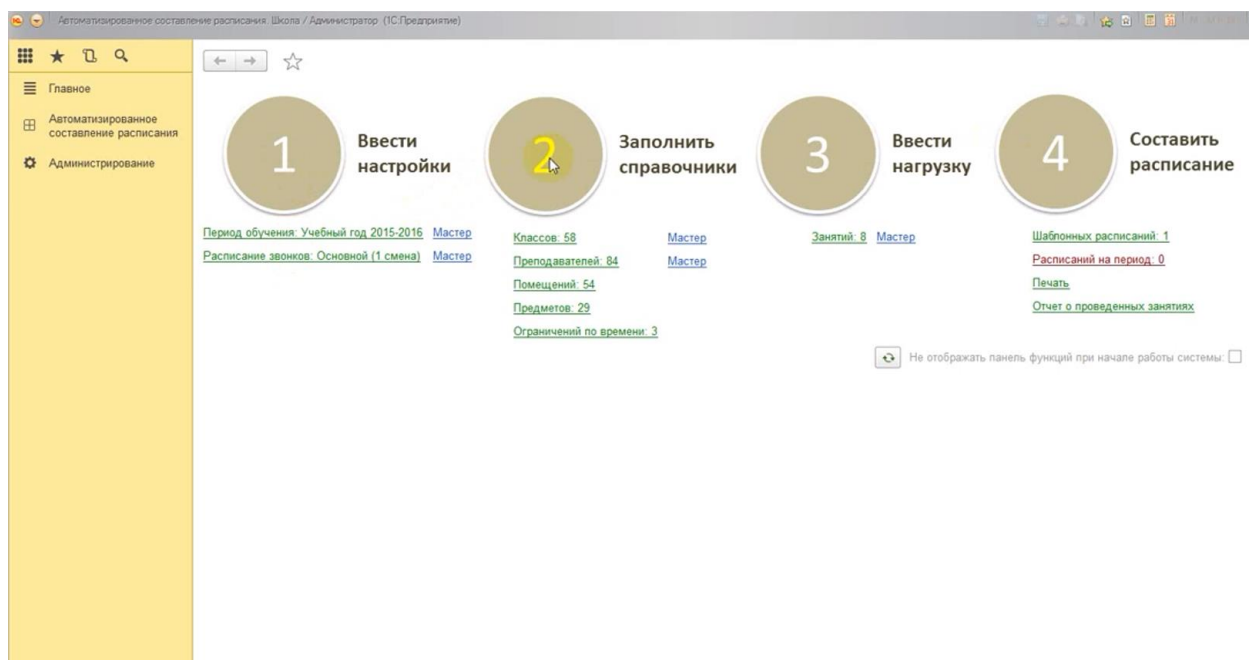 Автоматизированное составление расписания. Школа / Администратор (1С:Предприятие)
Главное
Автоматизированное
составление расписания
Администрирование
1
Ввести
настройки
Период обучения: Учебный год 2015-2016 Мастер
Расписание звонков: Основной (1 смена) Мастер
2
Заполнить
справочники
Классов: 58 Мастер
Преподавателей: 84 Мастер
Помещений: 54
Предметов: 29
Ограничений по времени: 3
3
Ввести
нагрузку
Занятий: 8 Мастер
4
Составить
расписание
Шаблонных расписаний: 1
Расписаний на период: 0
Печать
Отчет о проведенных занятиях
Не отображать панель функций при начале работы системы: